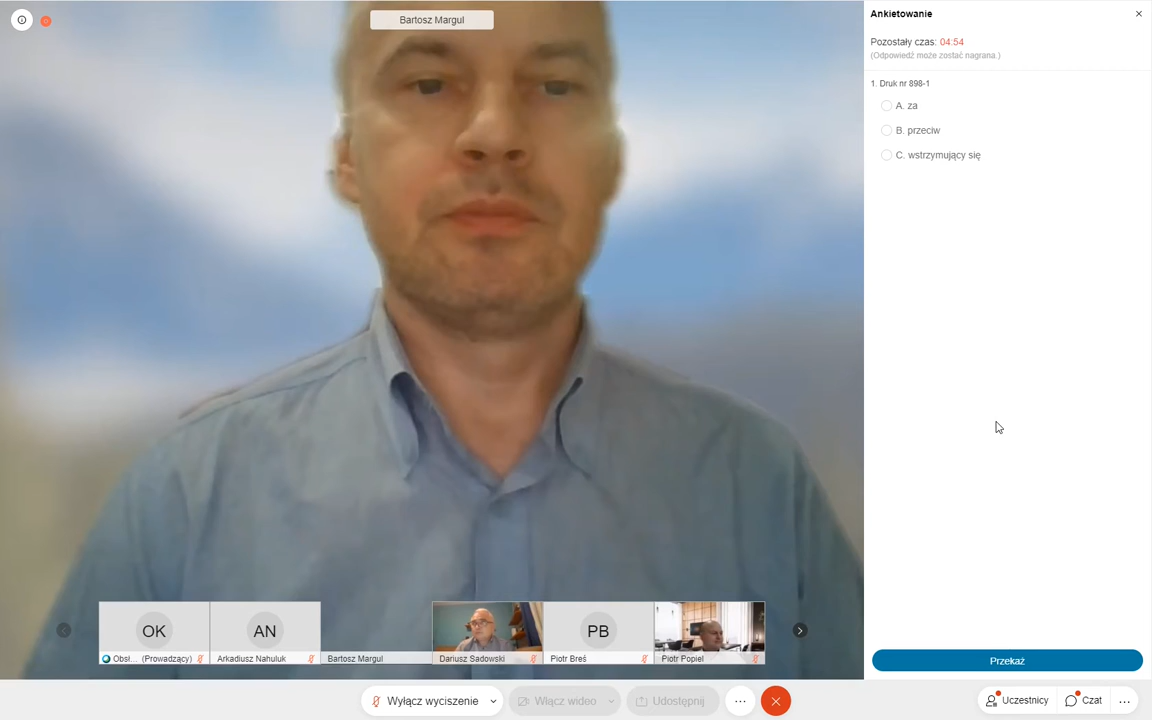 Bartosz Margul
Ankietowanie
Pozostały czas: 04:54
(Odpowiedź może zostać nagrana.)
1. Druk nr 898-1
A. za
B. przeciw
C. wstrzymujący się
OK
AN
PB
Obsł... (Prowadzący)
Arkadiusz Nahuluk
Bartosz Margul
Dariusz Sadowski
Piotr Breś
Piotr Popiel
Przekaż
Wyłącz wyciszenie
Włącz wideo
Udostępnij
Uczestnicy
Czat